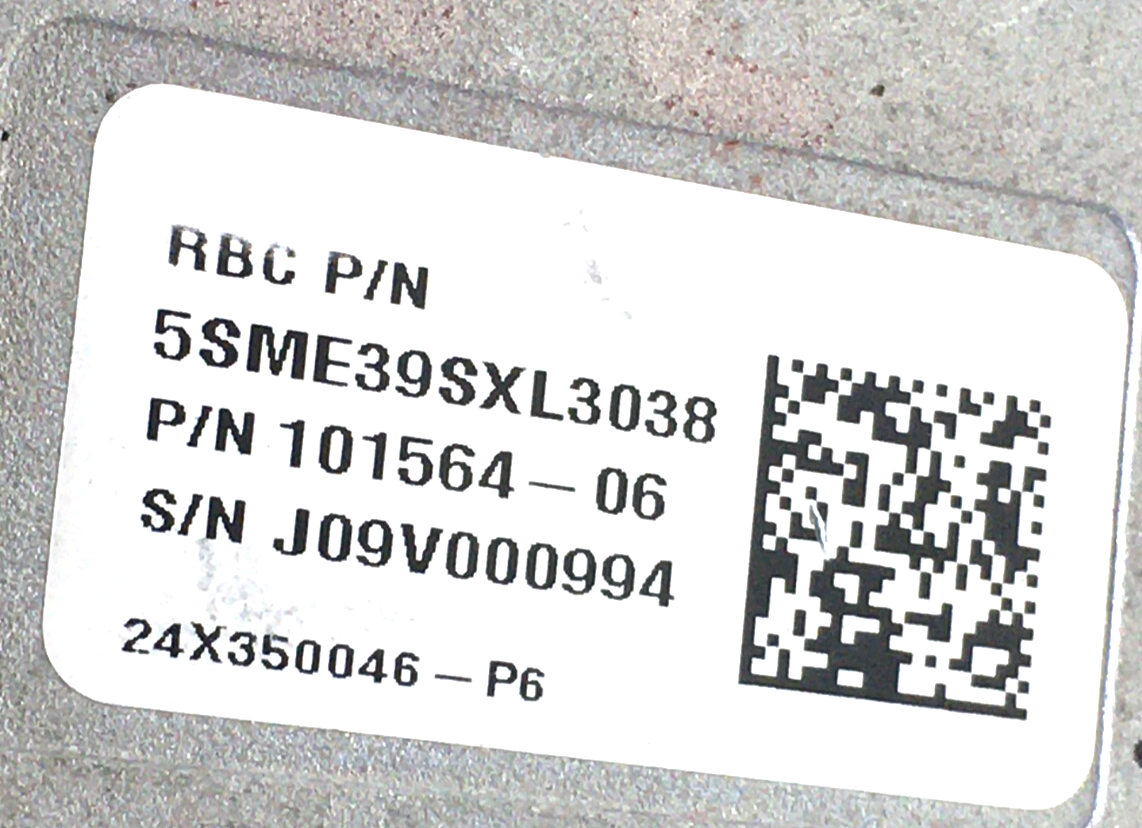 RBC P/N
5SME39SXL3038
P/N 101564-06
S/N J09V000994
24X350046-P6